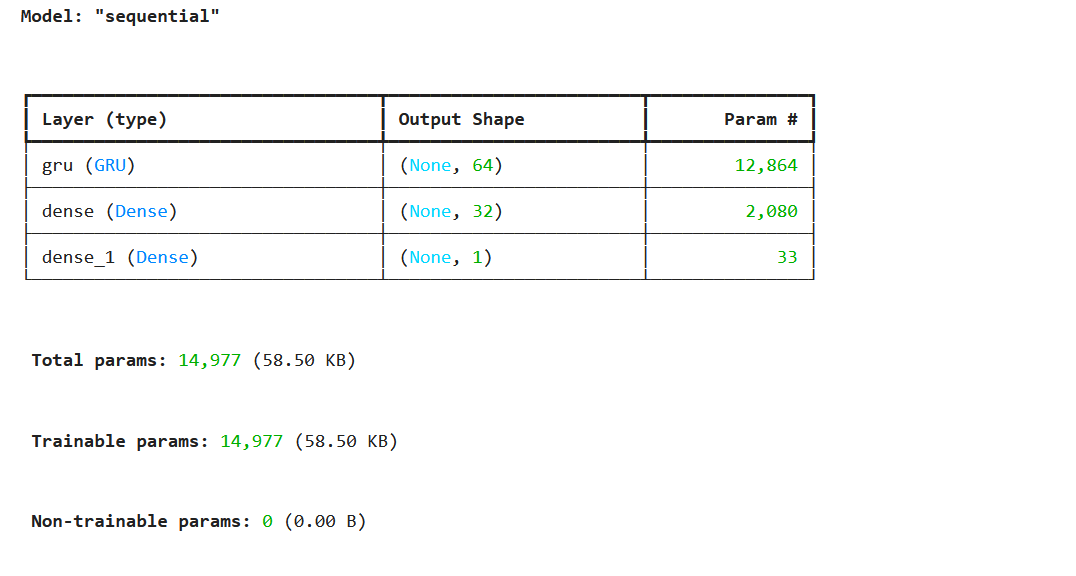 Model: "sequential"
Layer (type) Output Shape Param #
gru (GRU) (None, 64) 12,864
dense (Dense) (None, 32) 2,080
dense_1 (Dense) (None, 1) 33
Total params: 14,977 (58.50 KB)
Trainable params: 14,977 (58.50 KB)
Non-trainable params: 0 (0.00 B)